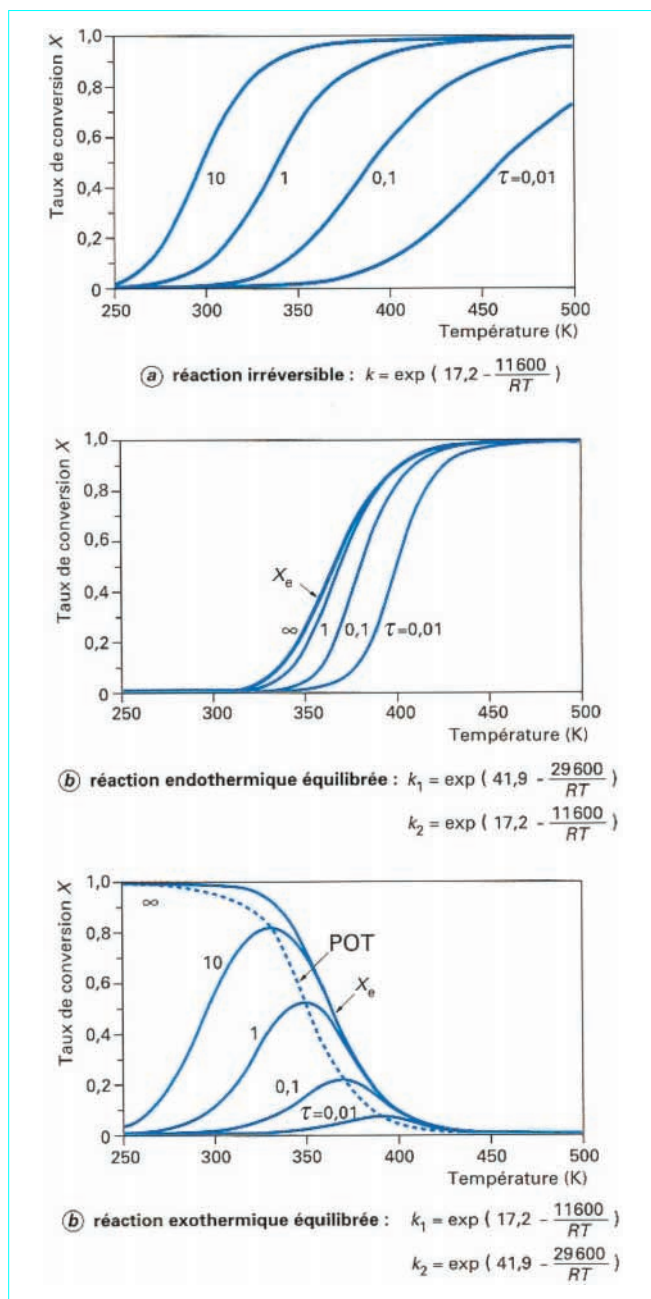 Taux de conversion X
1,0
0,8
0,6
0,4
0,2
0
10
1
0,1
τ=0,01
250
300
350
400
450
500
Température (K)
(a) réaction irréversible : k = exp ( 17,2 - 11600/RT )
Taux de conversion X
1,0
0,8
0,6
0,4
0,2
0
Xe
∞
1
0,1
τ=0,01
250
300
350
400
450
500
Température (K)
(b) réaction endothermique équilibrée : k1 = exp ( 41,9 - 29600/RT )
k2 = exp ( 17,2 - 11600/RT )
Taux de conversion X
1,0
0,8
0,6
0,4
0,2
0
∞
10
POT
Xe
1
0,1
τ=0,01
250
300
350
400
450
500
Température (K)
(b) réaction exothermique équilibrée : k1 = exp ( 17,2 - 11600/RT )
k2 = exp ( 41,9 - 29600/RT )